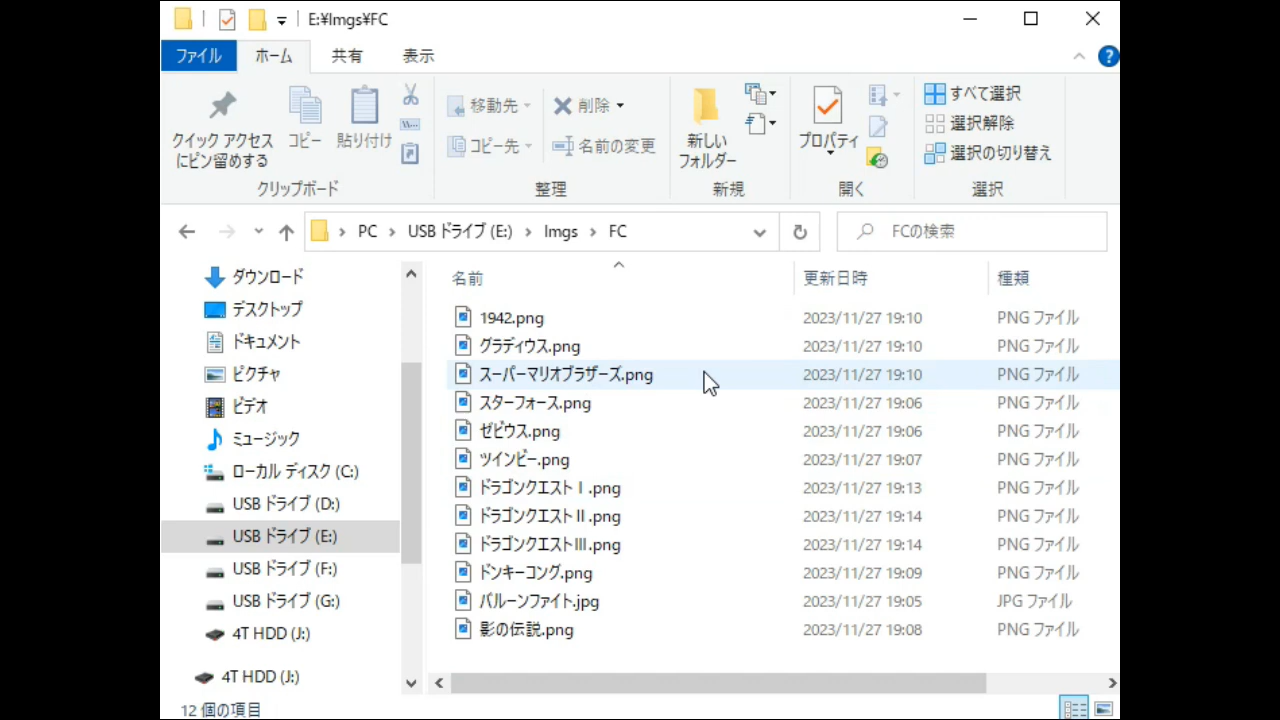 E:¥Imgs¥FC
ファイル ホーム 共有 表示
クイック アクセス
にピン留めする
コピー
貼り付け
クリップボード
移動先
コピー先
削除
名前の変更
整理
新しい
フォルダー
新規
プロパティ
開く
すべて選択
選択解除
選択の切り替え
選択
PC › USB ドライブ (E:) › Imgs › FC
FCの検索
ダウンロード
デスクトップ
ドキュメント
ピクチャ
ビデオ
ミュージック
ローカル ディスク (C:)
USB ドライブ (D:)
USB ドライブ (E:)
USB ドライブ (F:)
USB ドライブ (G:)
4T HDD (J:)
4T HDD (J:)
名前 更新日時 種類
1942.png 2023/11/27 19:10 PNG ファイル
グラディウス.png 2023/11/27 19:10 PNG ファイル
スーパーマリオブラザーズ.png 2023/11/27 19:10 PNG ファイル
スターフォース.png 2023/11/27 19:06 PNG ファイル
ゼビウス.png 2023/11/27 19:06 PNG ファイル
ツインビー.png 2023/11/27 19:07 PNG ファイル
ドラゴンクエストⅠ.png 2023/11/27 19:13 PNG ファイル
ドラゴンクエストⅡ.png 2023/11/27 19:14 PNG ファイル
ドラゴンクエストⅢ.png 2023/11/27 19:14 PNG ファイル
ドンキーコング.png 2023/11/27 19:09 PNG ファイル
バルーンファイト.jpg 2023/11/27 19:05 JPG ファイル
影の伝説.png 2023/11/27 19:08 PNG ファイル
12 個の項目